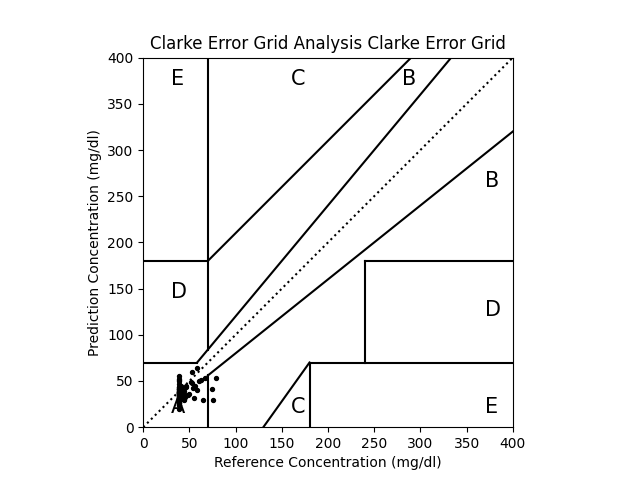 Clarke Error Grid Analysis Clarke Error Grid
400
350
300
250
200
150
100
50
0
Prediction Concentration (mg/dl)
E
C
B
B
D
D
A
C
E
0
50
100
150
200
250
300
350
400
Reference Concentration (mg/dl)